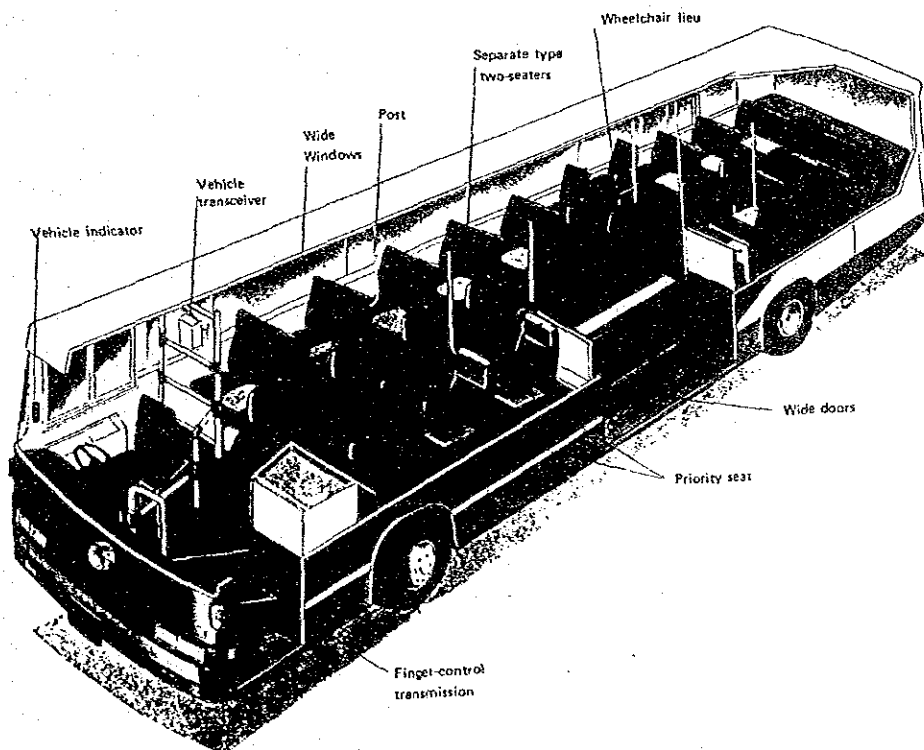 Wheelchair lieu
Separate type
two-seaters
Post
Wide
Windows
Vehicle
transceiver
Vehicle indicator
Wide doors
Priority seat
Finget-control
transmission